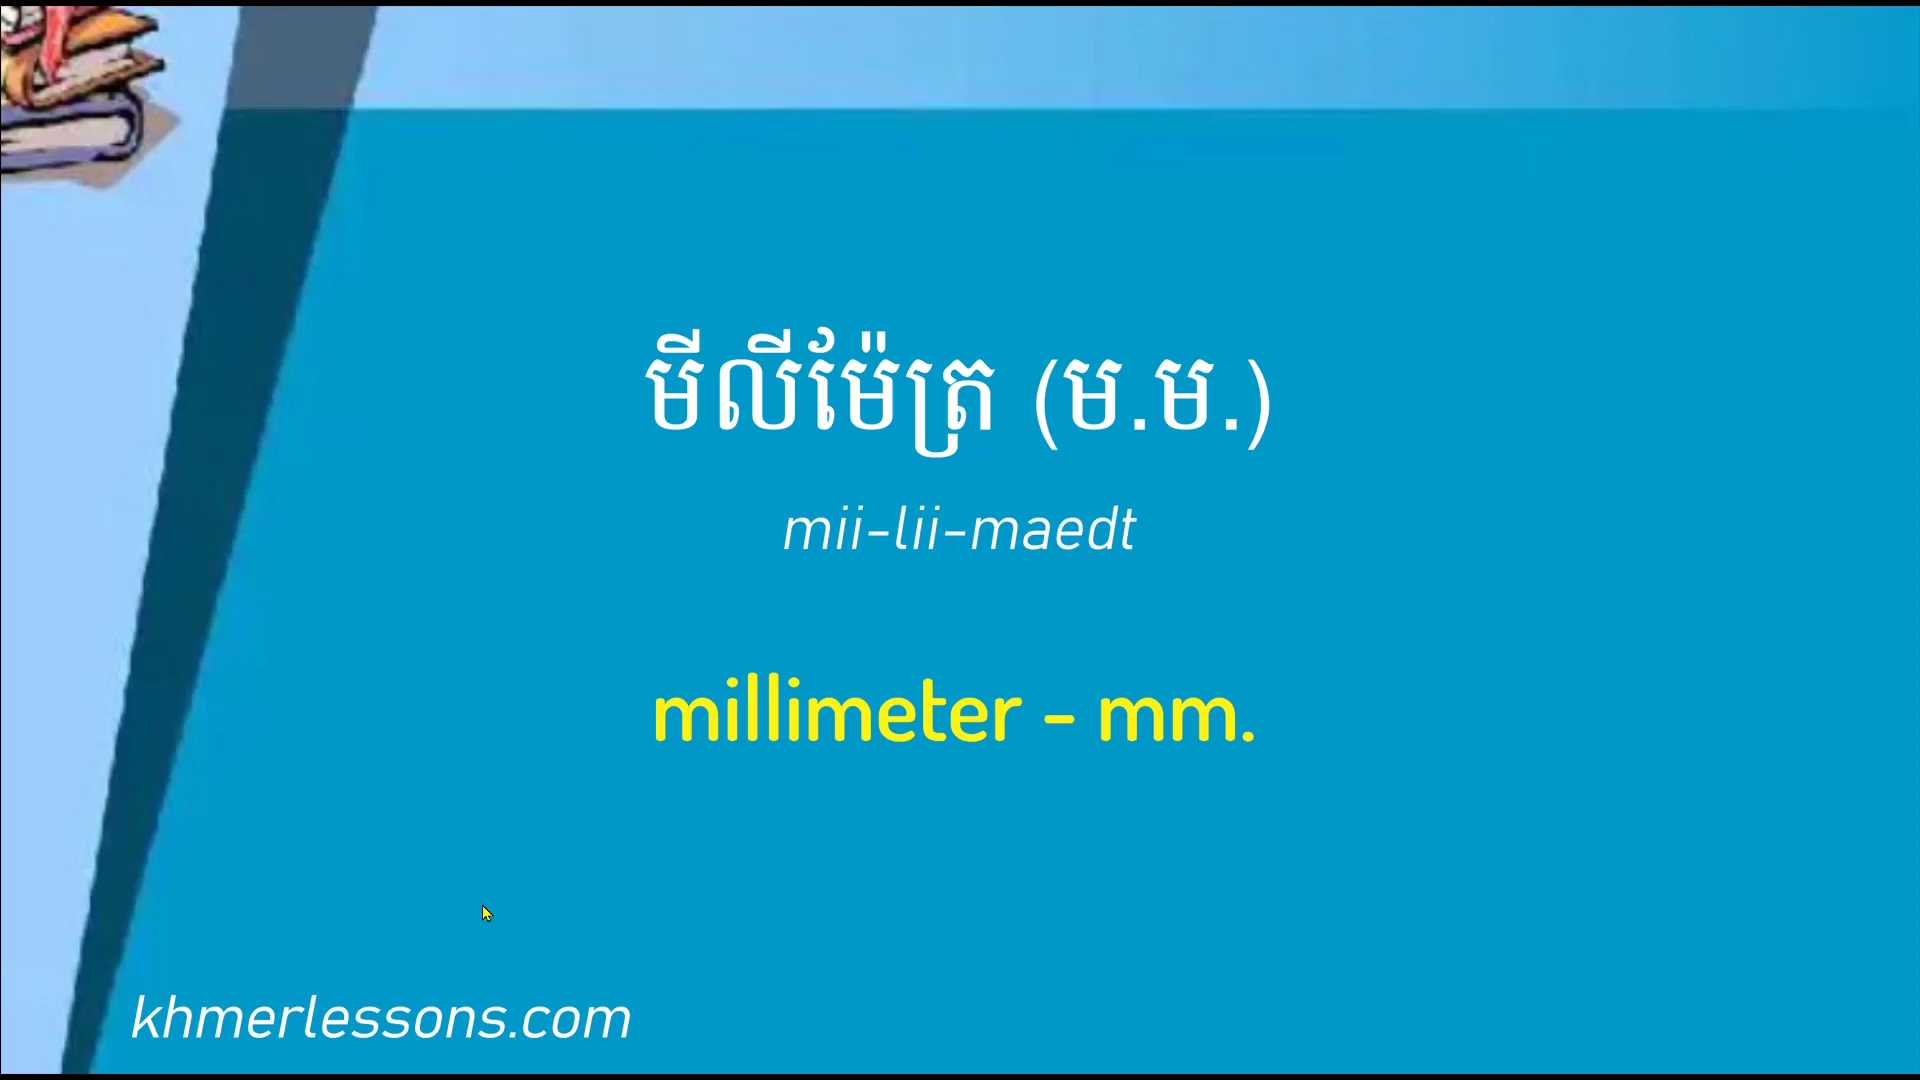 មីលីម៉ែត្រ (ម.ម.)
mii-lii-maedt
millimeter - mm.
khmerlessons.com